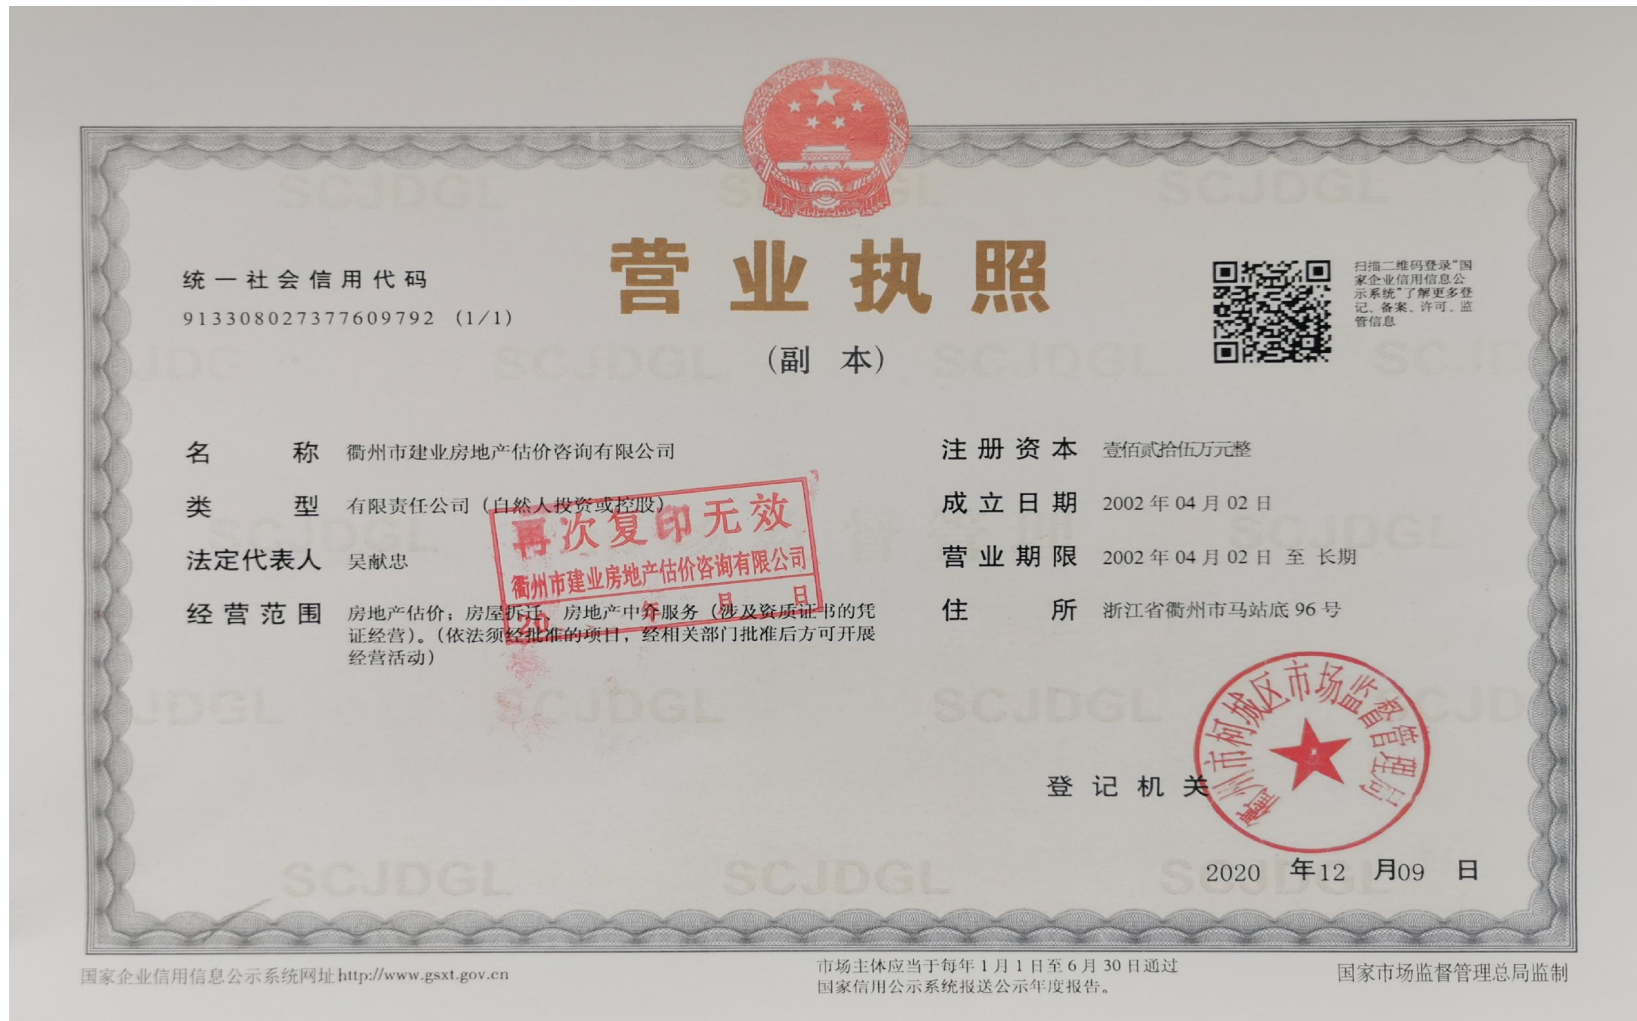 营业执照
（副 本）
统一社会信用代码
913308027377609792 (1/1)
扫描二维码登录“国
家企业信用信息公
示系统”了解更多登
记、备案、许可、监
管信息
名 称 衢州市建业房地产估价咨询有限公司
类 型 有限责任公司（自然人投资或控股）
法定代表人 吴献忠
经营范围 房地产估价；房屋拆迁、房地产中介服务（涉及资质证书的凭
证经营）。（依法须经批准的项目，经相关部门批准后方可开展
经营活动）
再次复印无效
衢州市建业房地产估价咨询有限公司
20 年 月 日
注册资本 壹佰贰拾伍万元整
成立日期 2002年04月02日
营业期限 2002年04月02日 至 长期
住 所 浙江省衢州市马站底96号
登记机关
衢州市柯城区市场监督管理局
2020 年12 月09 日
国家企业信用信息公示系统网址http://www.gsxt.gov.cn
市场主体应当于每年1月1日至6月30日通过
国家信用公示系统报送公示年度报告。
国家市场监督管理总局监制
SCJDGL